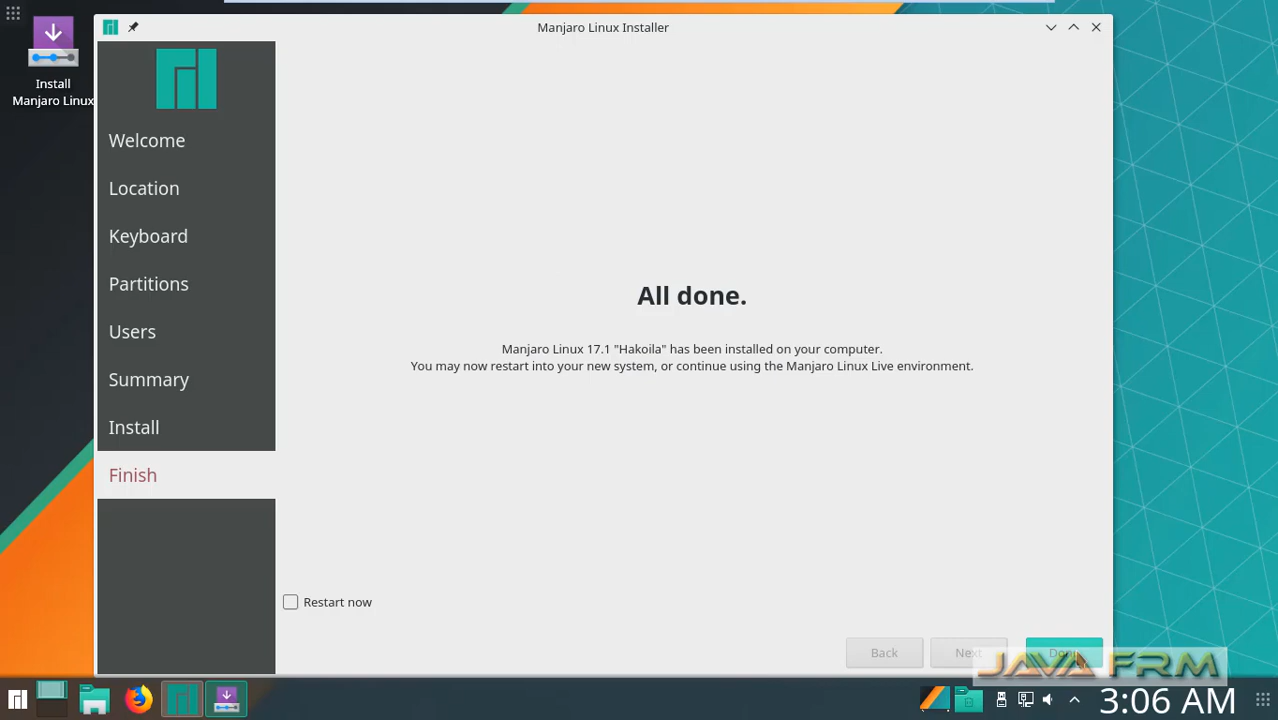 Install
Manjaro Linux
Manjaro Linux Installer
Welcome
Location
Keyboard
Partitions
Users
Summary
Install
Finish
All done.
Manjaro Linux 17.1 "Hakoila" has been installed on your computer.
You may now restart into your new system, or continue using the Manjaro Linux Live environment.
Restart now
Back
Next
Done
JAVA FRM
3:06 AM